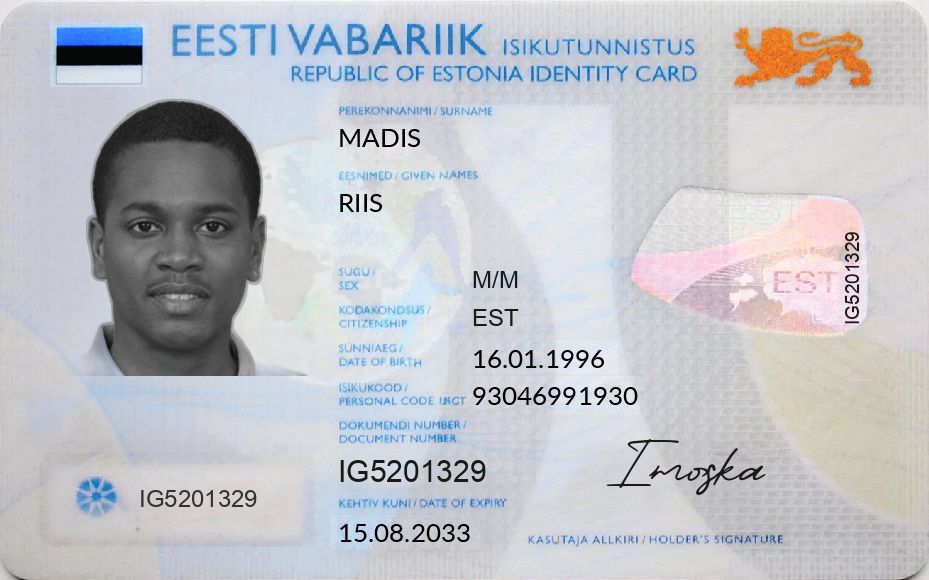 EESTI VABARIIK ISIKUTUNNISTUS
REPUBLIC OF ESTONIA IDENTITY CARD
PEREKONNANIMI / SURNAME
MADIS
EESNIMED / GIVEN NAMES
RIIS
SUGU /
SEX
M/M
KODAKONDSUS /
CITIZENSHIP
EST
SÜNNIAEG /
DATE OF BIRTH
16.01.1996
ISIKUKOOD /
PERSONAL CODE
93046991930
DOKUMENDI NUMBER /
DOCUMENT NUMBER
IG5201329
KEHTIV KUNI / DATE OF EXPIRY
15.08.2033
IG5201329
EST
IG5201329
Imoska
KASUTAJA ALLKIRI / HOLDER'S SIGNATURE